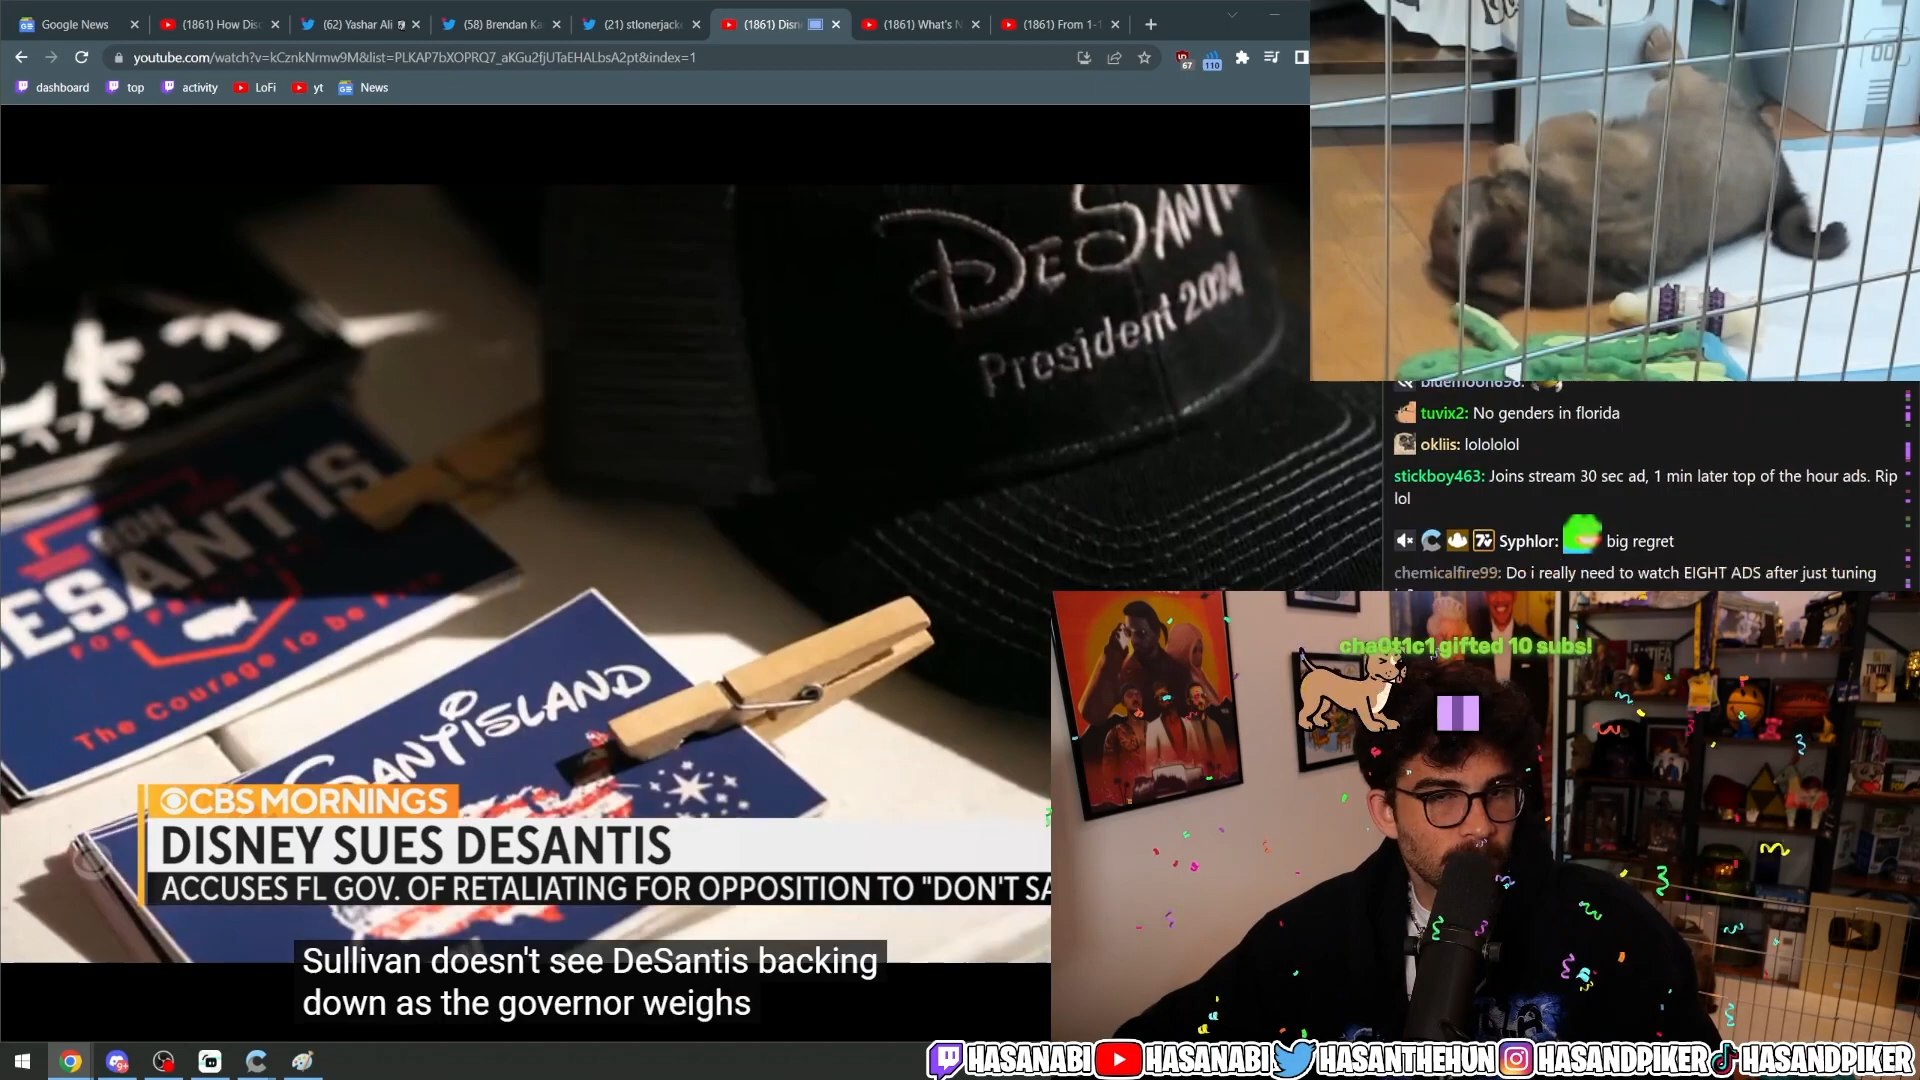 Google News
(1861) How Disc
(62) Yashar Ali
(58) Brendan Ka
(21) stlonerjack
(1861) Disn
(1861) What's N
(1861) From 1-1
youtube.com/watch?v=kCznkNrmw9M&list=PLKAP7bXOPRQ7_aKGu2fjUTaEHALbsA2pt&index=1
67
110
dashboard
top
activity
LoFi
yt
News
DeSanti
President 2024
RON
DESANTIS
The Courage to be Free
SANTISLAND
CBS MORNINGS
DISNEY SUES DESANTIS
ACCUSES FL GOV. OF RETALIATING FOR OPPOSITION TO "DON'T SA
Sullivan doesn't see DeSantis backing
down as the governor weighs
bluemoon698:
tuvix2: No genders in florida
okliis: lolololol
stickboy463: Joins stream 30 sec ad, 1 min later top of the hour ads. Rip
lol
Syphlor: big regret
chemicalfire99: Do i really need to watch EIGHT ADS after just tuning
cha0t1c1 gifted 10 subs!
HASANABI
HASANABI
HASANTHEHUN
HASANDPIKER
HASANDPIKER